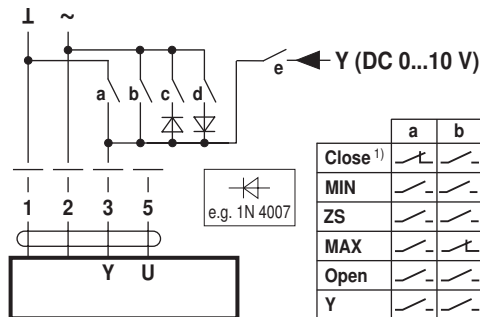 ⊥ ~
e Y (DC 0...10 V)
a b c d
1 2 3 5
e.g. 1N 4007
Y U
a b
Close 1)
MIN
ZS
MAX
Open
Y